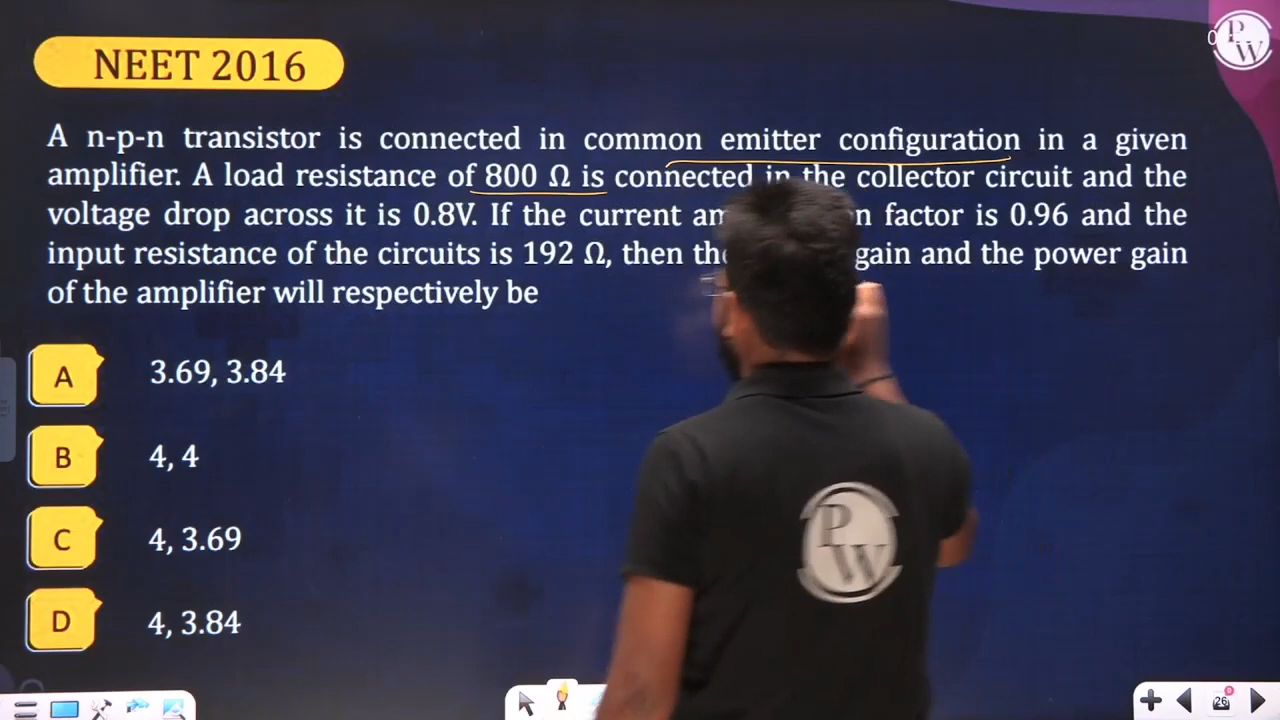 NEET 2016
A n-p-n transistor is connected in common emitter configuration in a given
amplifier. A load resistance of 800 Ω is connected in the collector circuit and the
voltage drop across it is 0.8V. If the current factor is 0.96 and the
input resistance of the circuits is 192 Ω, then gain and the power gain
of the amplifier will respectively be
A 3.69, 3.84
B 4, 4
C 4, 3.69
D 4, 3.84
PW
PW
26